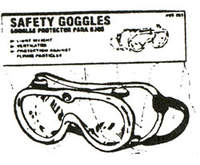 SAFETY GOGGLES
GOGGLES PROTECTOR PARA OJOS
LIGHT WEIGHT
VENTILATED
PROTECTION AGAINST
FLYING PARTICLES